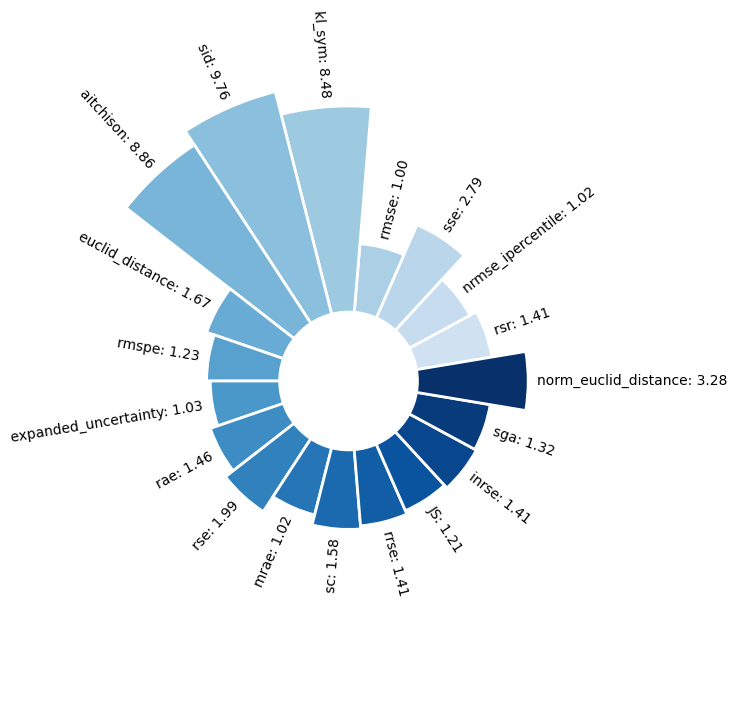 kl_sym: 8.48
sid: 9.76
aitchison: 8.86
rmsse: 1.00
sse: 2.79
nrmse_ipercentile: 1.02
euclid_distance: 1.67
rsr: 1.41
rmspe: 1.23
norm_euclid_distance: 3.28
expanded_uncertainty: 1.03
sga: 1.32
rae: 1.46
inrse: 1.41
rse: 1.99
JS: 1.21
mrae: 1.02
sc: 1.58
rrse: 1.41